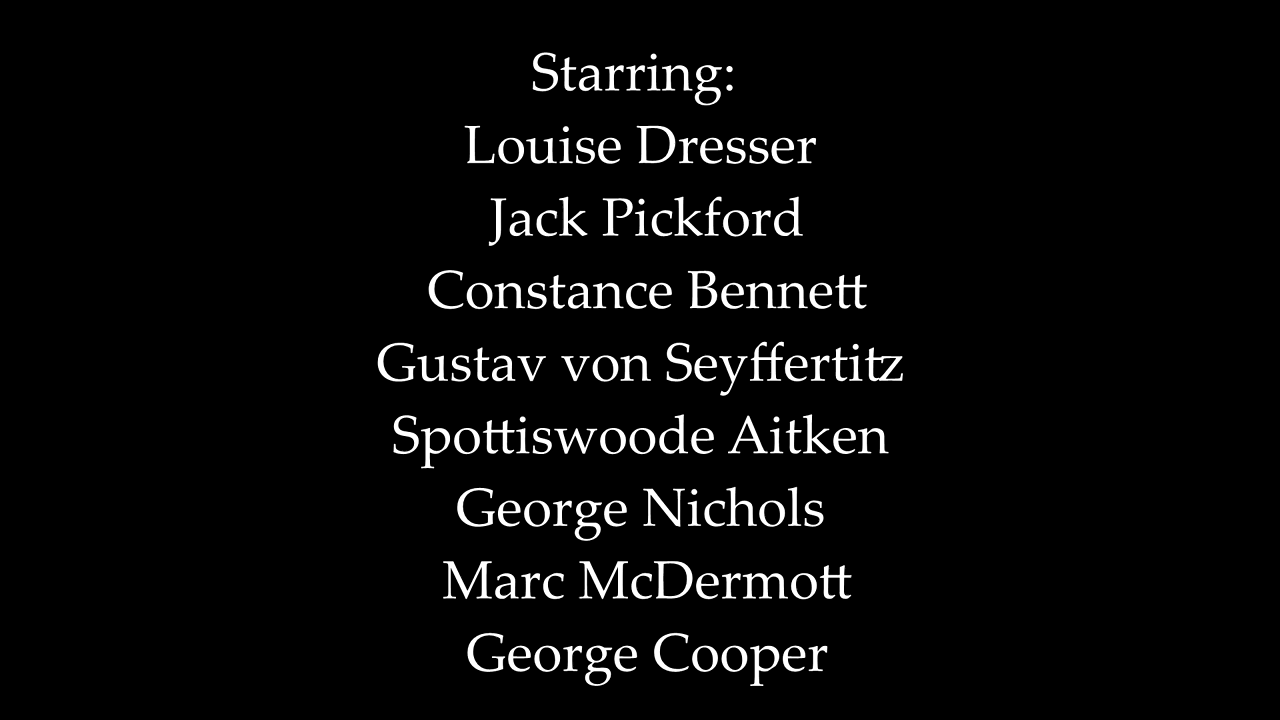 Starring:
Louise Dresser
Jack Pickford
Constance Bennett
Gustav von Seyffertitz
Spottiswoode Aitken
George Nichols
Marc McDermott
George Cooper